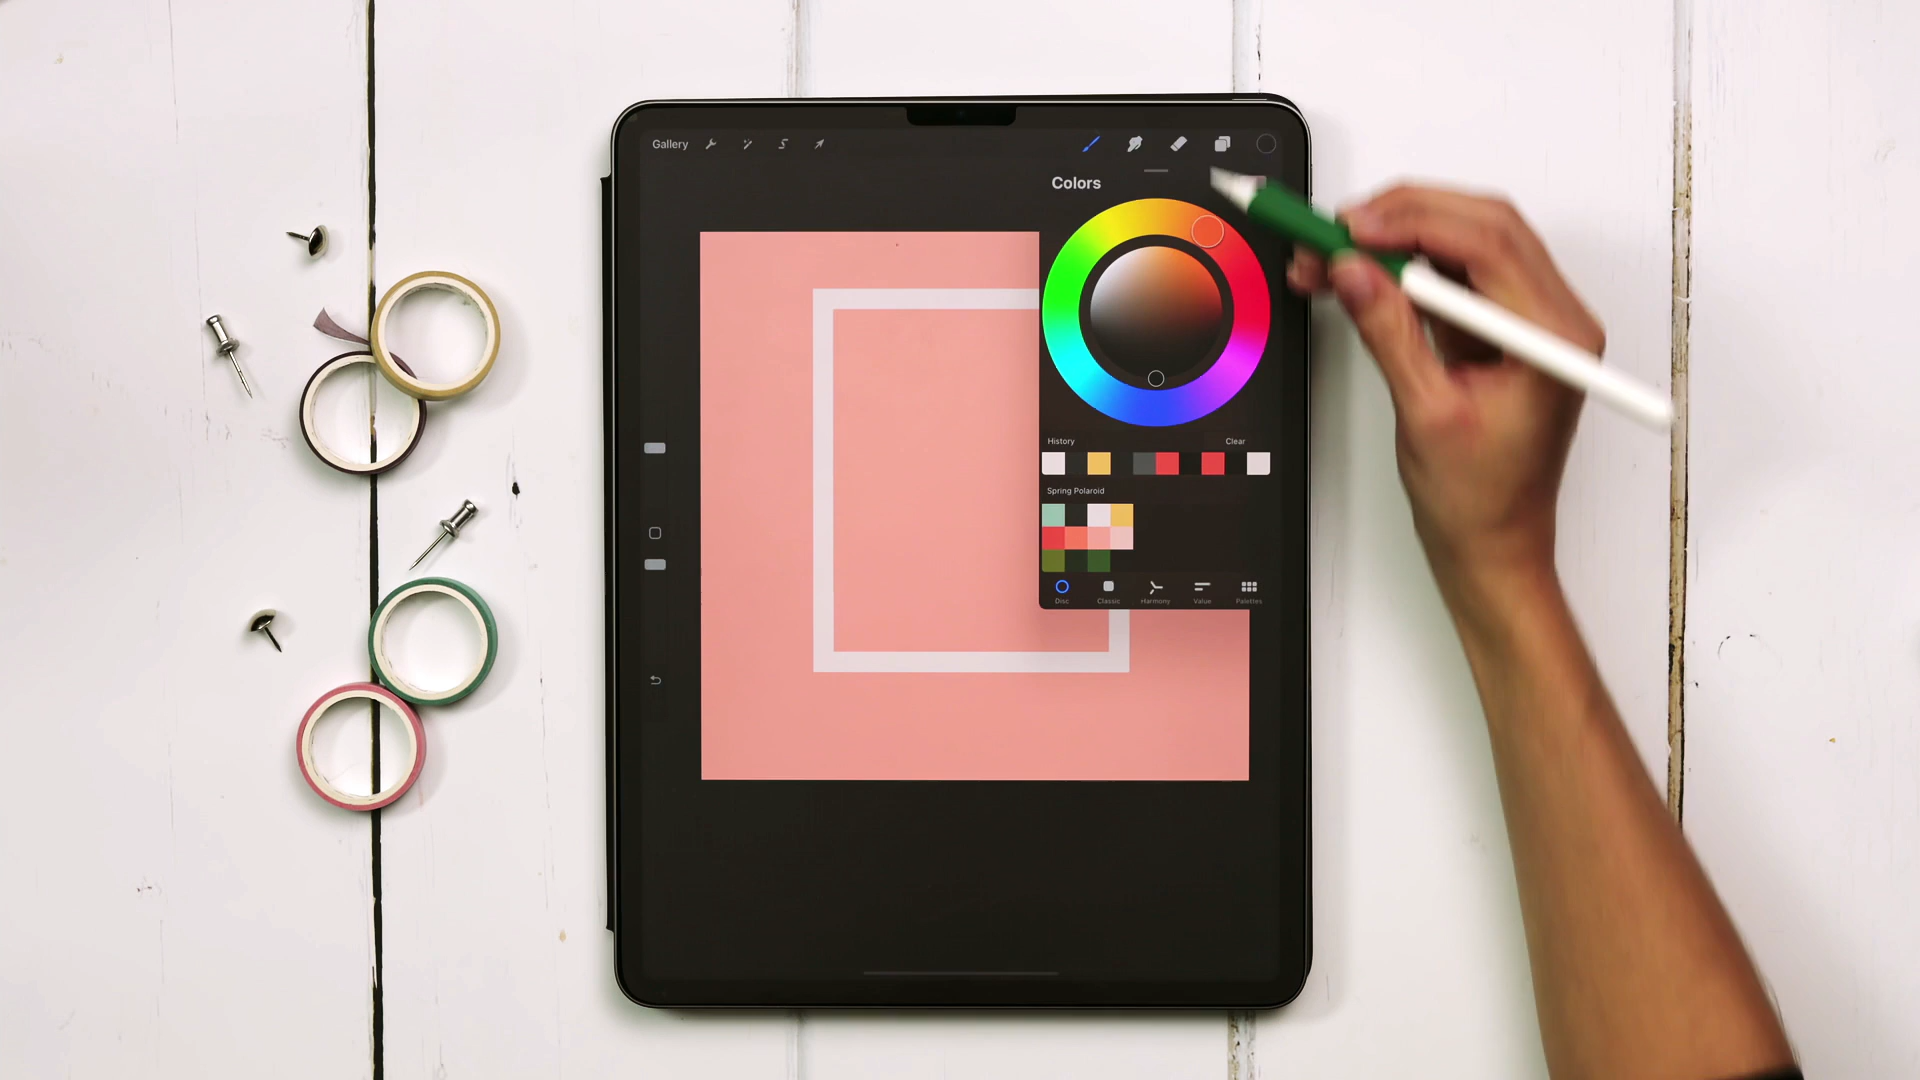 Gallery
Colors
History Clear
Spring Polaroid
Disc Classic Harmony Value Palettes